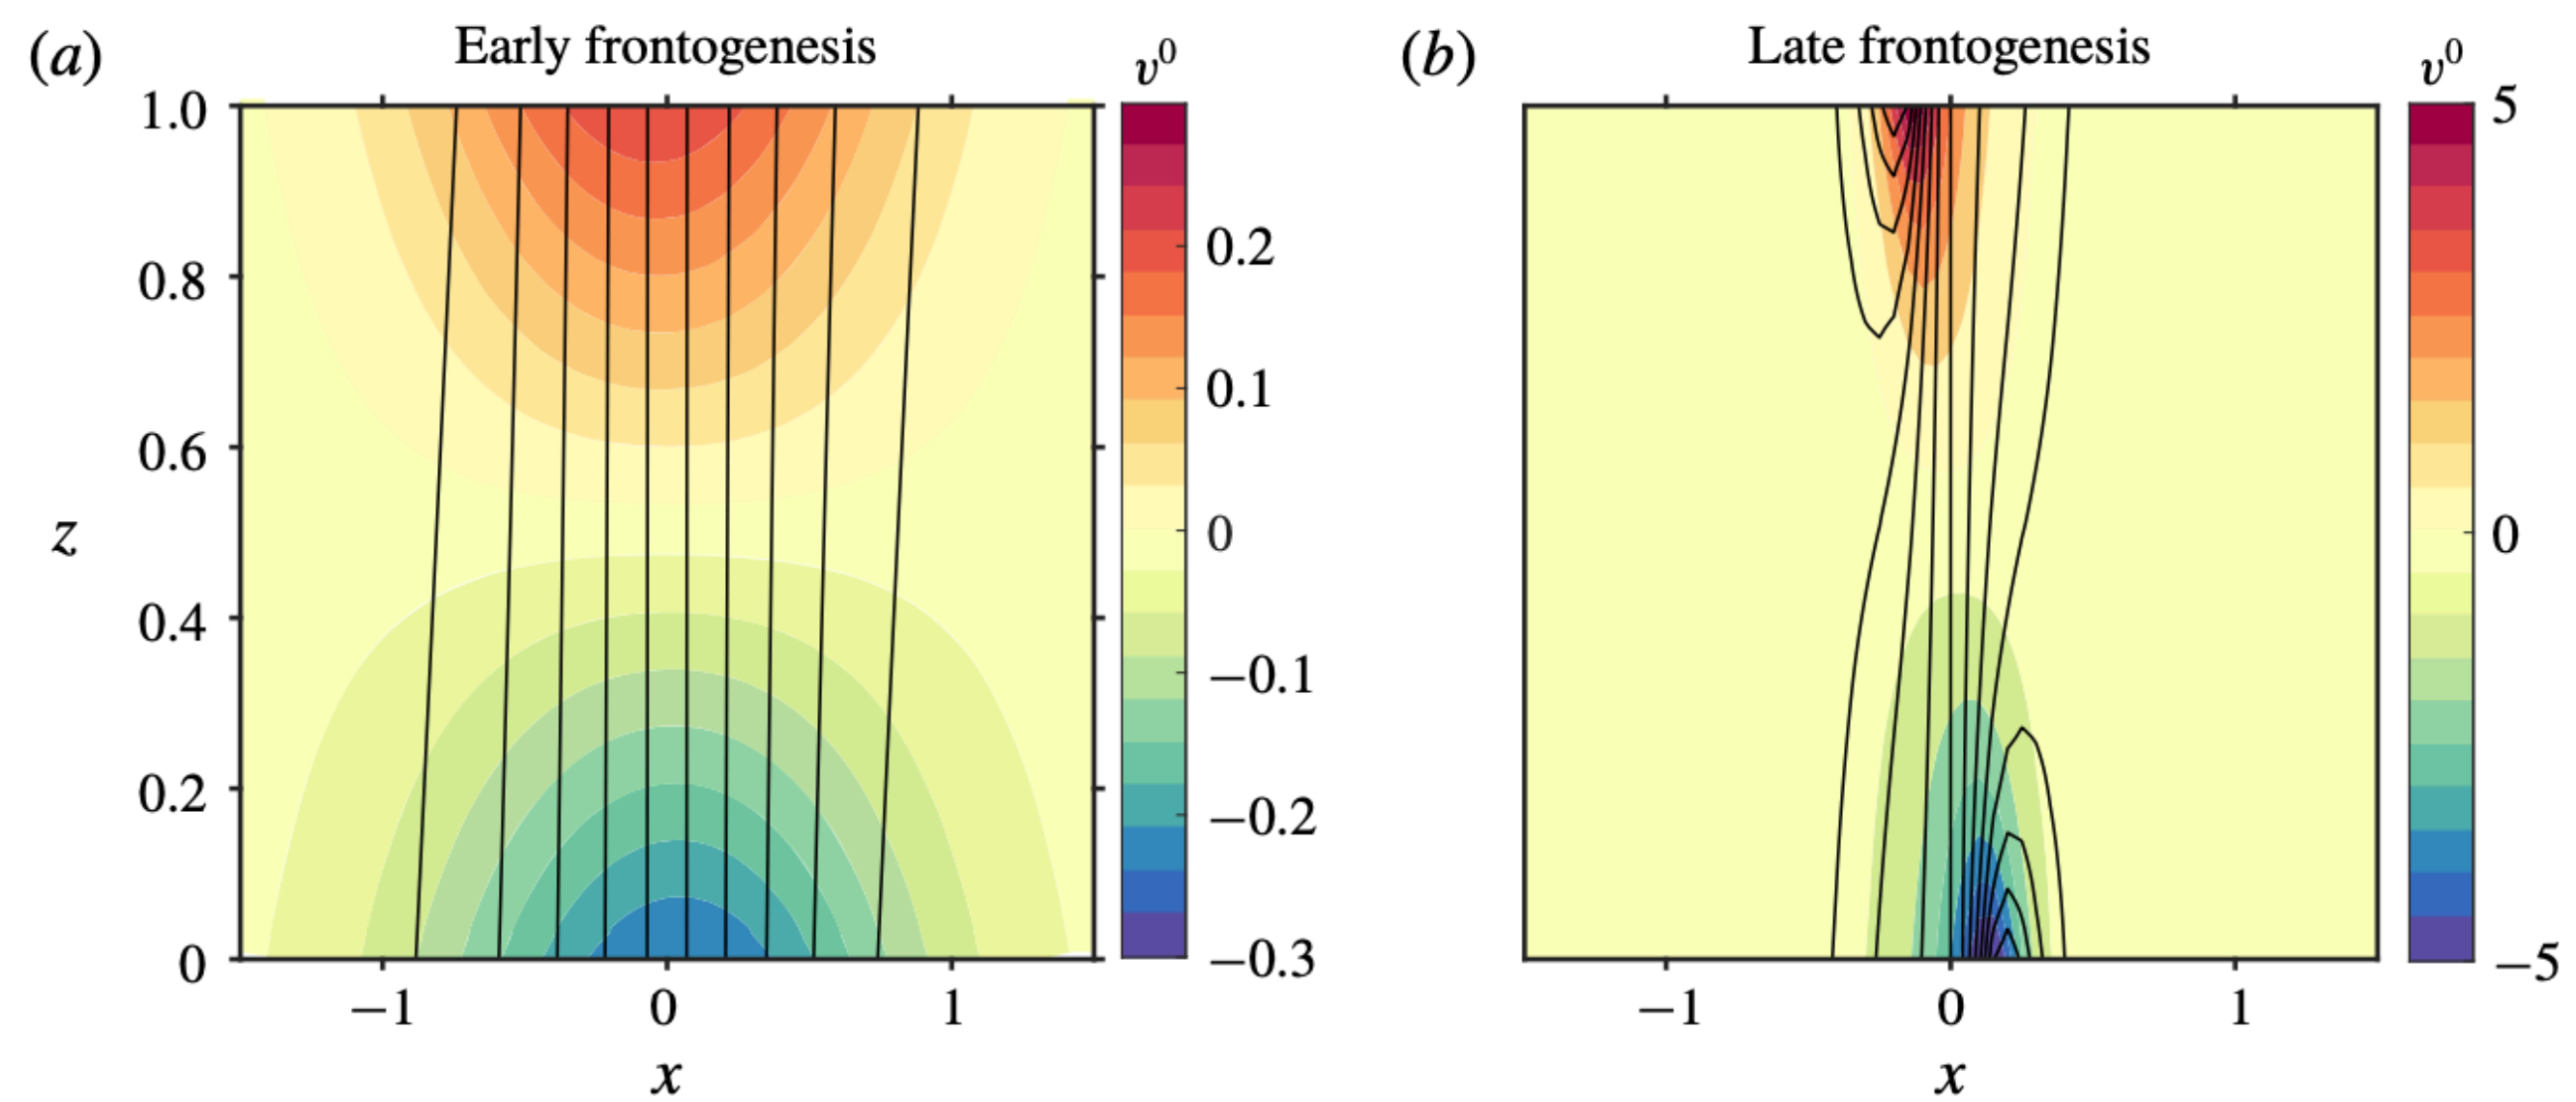 (a) Early frontogenesis v⁰
1.0
0.8
0.6
0.4
0.2
0
z
−1 0 1
x
0.2
0.1
0
−0.1
−0.2
−0.3
(b) Late frontogenesis v⁰
−1 0 1
x
5
0
−5